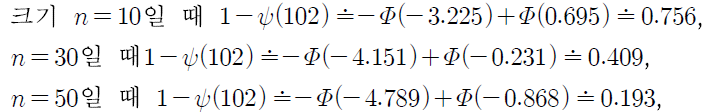 크기 n=10일 때 1-ψ(102)≐-Φ(-3.225)+Φ(0.695)≐0.756,
n=30일 때1-ψ(102)≐-Φ(-4.151)+Φ(-0.231)≐0.409,
n=50일 때 1-ψ(102)≐-Φ(-4.789)+Φ(-0.868)≐0.193,